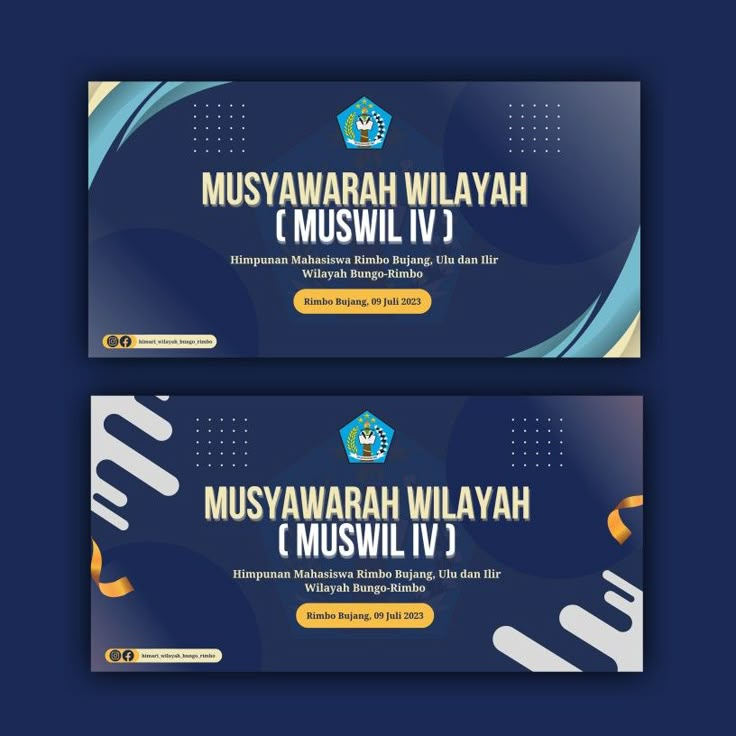 MUSYAWARAH WILAYAH
( MUSWIL IV )
Himpunan Mahasiswa Rimbo Bujang, Ulu dan Ilir
Wilayah Bungo-Rimbo
Rimbo Bujang, 09 Juli 2023
himari_wilayah_bungo_rimbo
MUSYAWARAH WILAYAH
( MUSWIL IV )
Himpunan Mahasiswa Rimbo Bujang, Ulu dan Ilir
Wilayah Bungo-Rimbo
Rimbo Bujang, 09 Juli 2023
himari_wilayah_bungo_rimbo